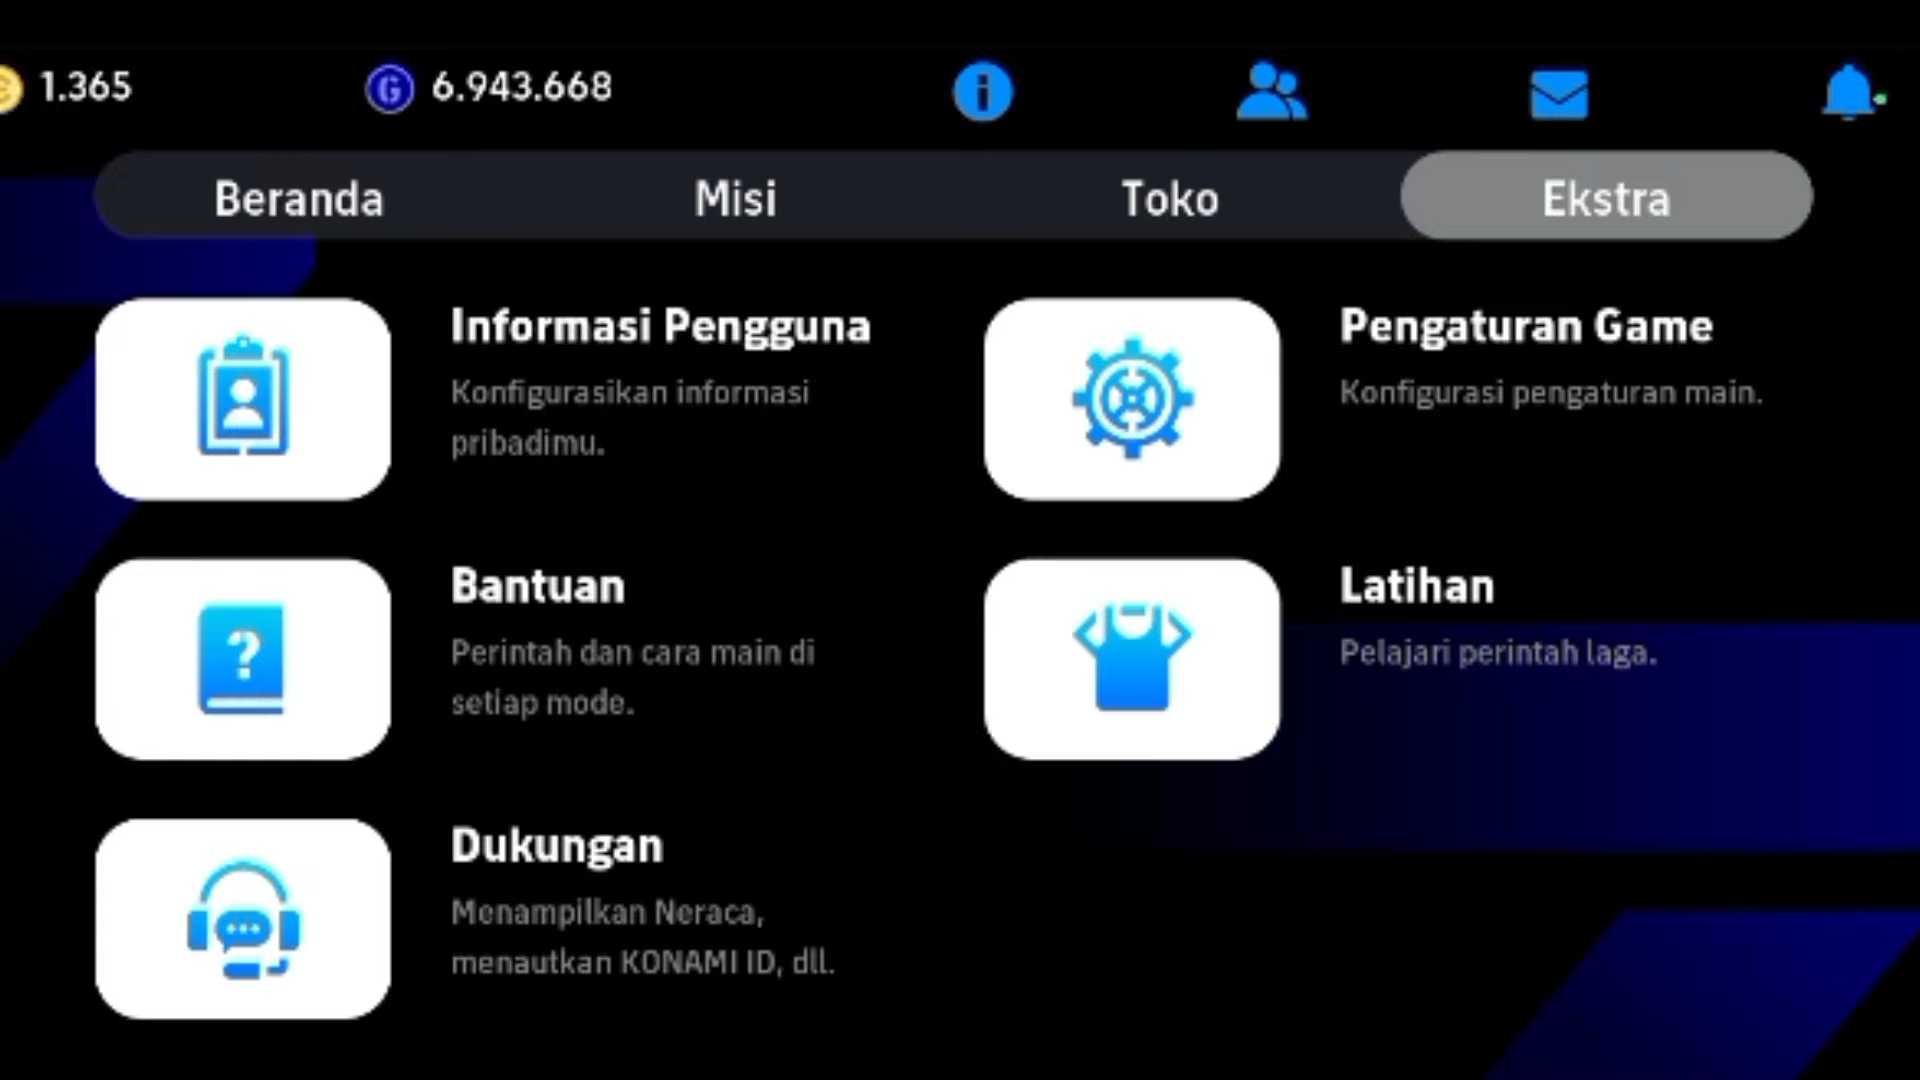 1.365
6.943.668
Beranda
Misi
Toko
Ekstra
Informasi Pengguna
Konfigurasikan informasi
pribadimu.
Pengaturan Game
Konfigurasi pengaturan main.
Bantuan
Perintah dan cara main di
setiap mode.
Latihan
Pelajari perintah laga.
Dukungan
Menampilkan Neraca,
menautkan KONAMI ID, dll.